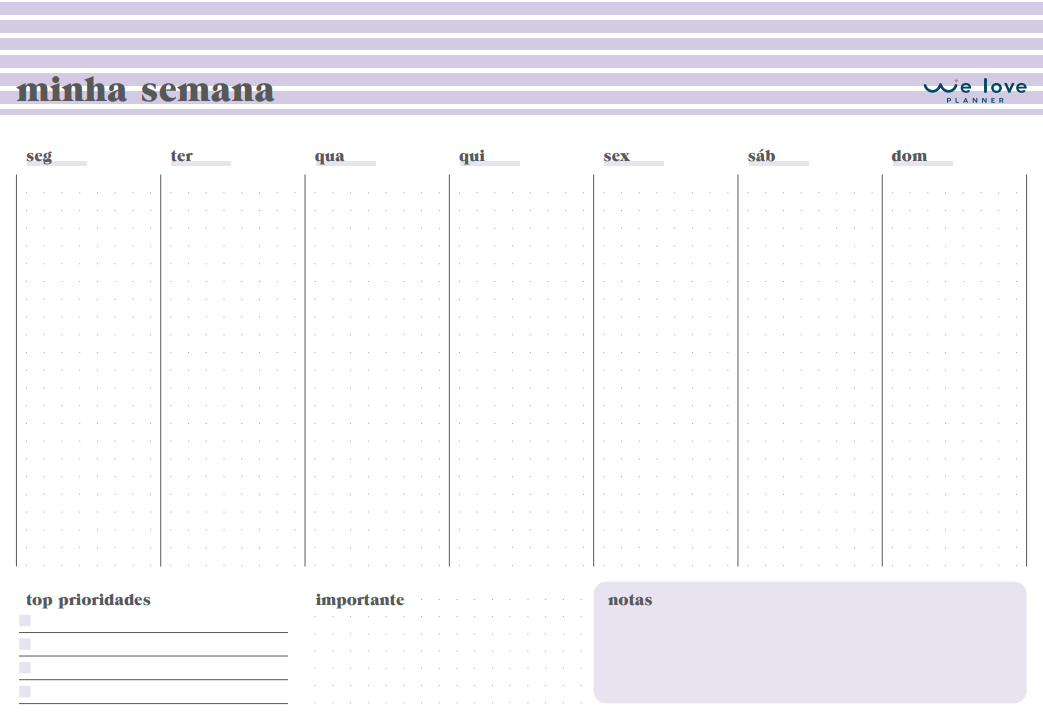 minha semana
We love
PLANNER
seg ter qua qui sex sáb dom
top prioridades
importante
notas